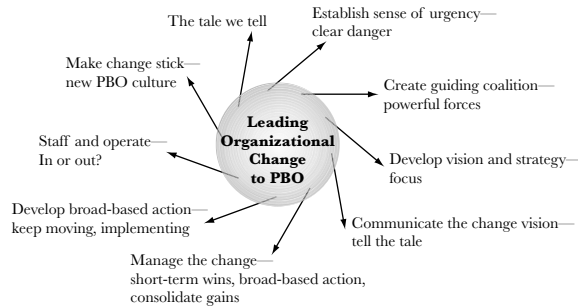 The tale we tell
Establish sense of urgency—
clear danger
Create guiding coalition—
powerful forces
Develop vision and strategy—
focus
Communicate the change vision—
tell the tale
Manage the change—
short-term wins, broad-based action,
consolidate gains
Develop broad-based action—
keep moving, implementing
Staff and operate—
In or out?
Make change stick—
new PBO culture
Leading
Organizational
Change
to PBO